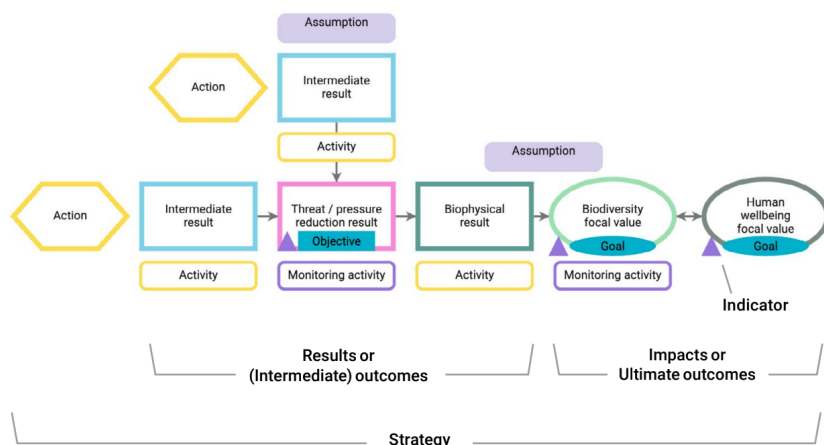 Assumption
Action
Intermediate
result
Activity
Assumption
Action
Intermediate
result
Threat / pressure
reduction result
Objective
Biophysical
result
Biodiversity
focal value
Goal
Human
wellbeing
focal value
Goal
Activity
Monitoring activity
Activity
Monitoring activity
Indicator
Results or
(Intermediate) outcomes
Impacts or
Ultimate outcomes
Strategy